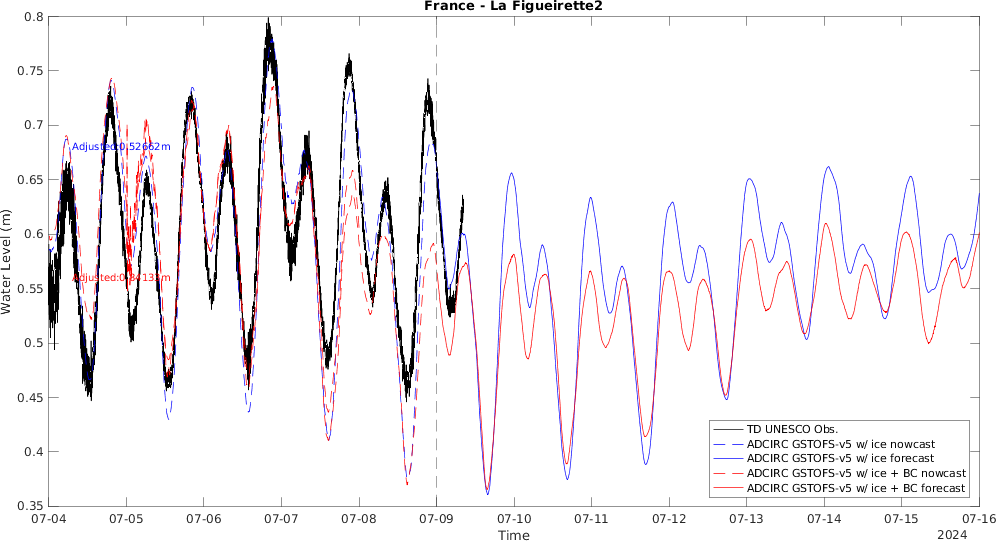 France - La Figueirette2
0.8
0.75
0.7
0.65
0.6
0.55
0.5
0.45
0.4
0.35
Water Level (m)
Adjusted:0.52662m
TD UNESCO Obs.
ADCIRC GSTOFS-v5 w/ ice nowcast
ADCIRC GSTOFS-v5 w/ ice forecast
ADCIRC GSTOFS-v5 w/ ice + BC nowcast
ADCIRC GSTOFS-v5 w/ ice + BC forecast
07-04
07-05
07-06
07-07
07-08
07-09
07-10
07-11
07-12
07-13
07-14
07-15
07-16
Time
2024